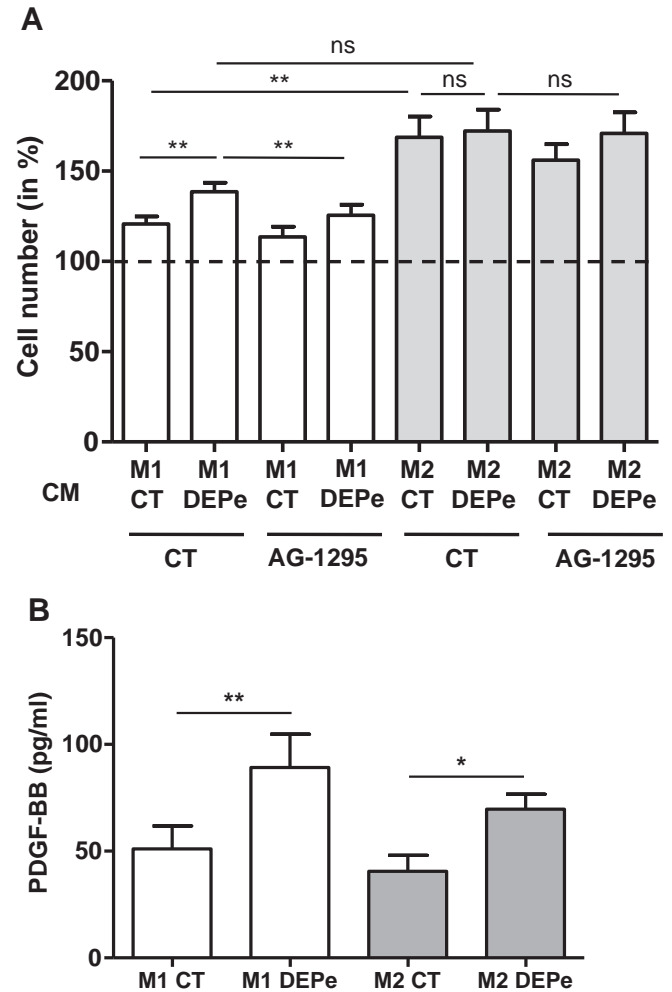 A
ns
** ns ns
** **
200
150
100
50
0
Cell number (in %)
M1 M1 M1 M1 M2 M2 M2 M2
CM CT DEPe CT DEPe CT DEPe CT DEPe
CT AG-1295 CT AG-1295
B
150
**
100
*
50
0
PDGF-BB (pg/ml)
M1 CT M1 DEPe M2 CT M2 DEPe